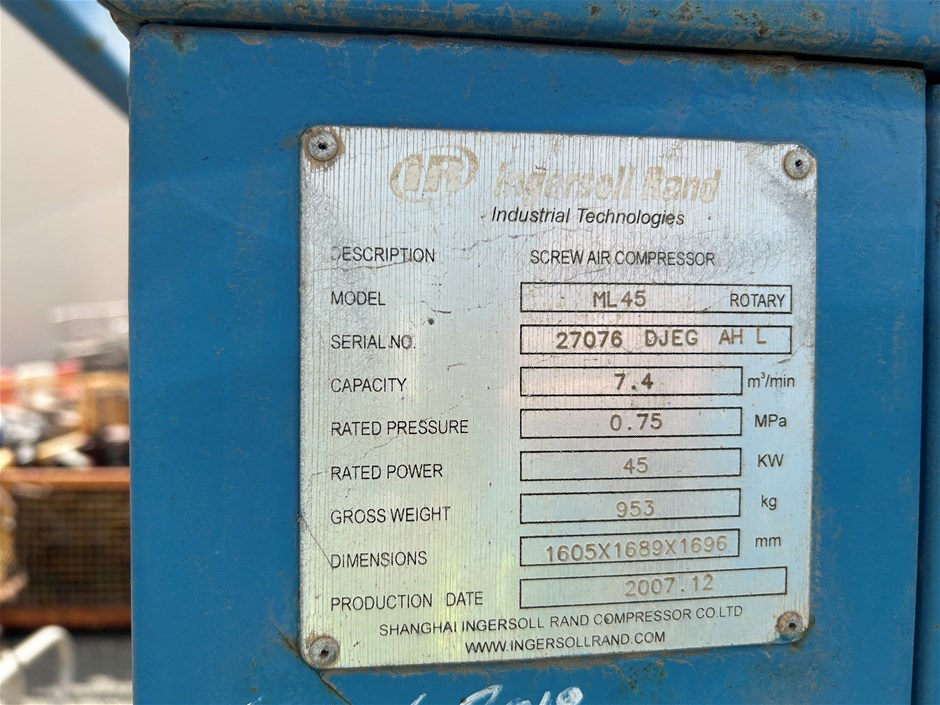 IR Ingersoll Rand
Industrial Technologies
DESCRIPTION SCREW AIR COMPRESSOR
MODEL ML45 ROTARY
SERIAL NO. 27076 DJEG AH L
CAPACITY 7.4 m³/min
RATED PRESSURE 0.75 MPa
RATED POWER 45 KW
GROSS WEIGHT 953 kg
DIMENSIONS 1605X1689X1696 mm
PRODUCTION DATE 2007.12
SHANGHAI INGERSOLL RAND COMPRESSOR CO.LTD
WWW.INGERSOLLRAND.COM